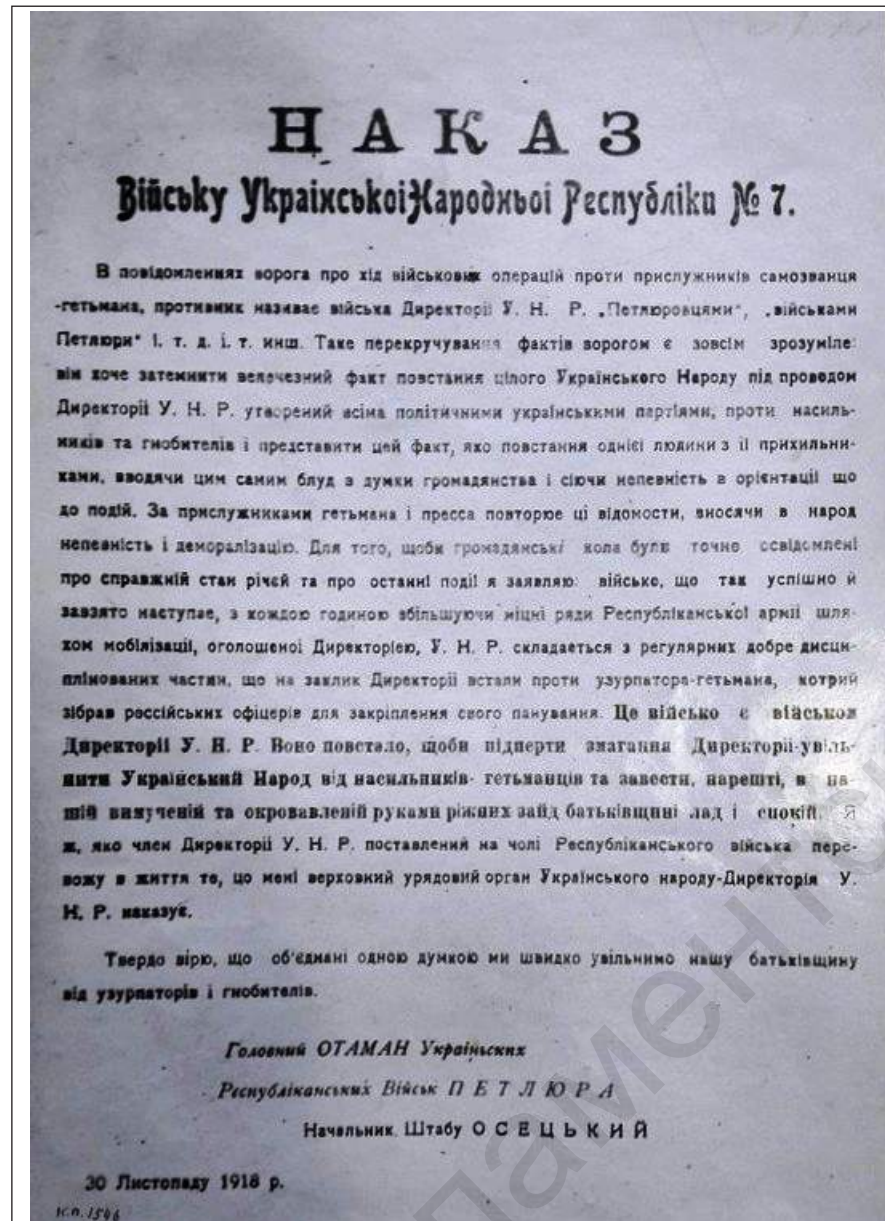 НАКАЗ
Війську Української Народньої Республіки № 7.
В повідомленнях ворога про хід військових операцій проти прислужників самозванця
-гетьмана, противник називає війська Директорії У. Н. Р. „Петлюровцями“, „військами
Петлюри“ і. т. д. і. т. инш. Таке перекручування фактів ворогом є зовсім зрозуміле:
він хоче затемнити величезний факт повстання цілого Українського Народу під проводом
Директорії У. Н. Р. утворений всіма політичними українськими партіями, проти насиль-
ників та гнобителів і представити цей факт, яко повстання однієї людини з її прихильни-
ками, вводячи цим самим блуд з думки громадянства і сіючи непевність в орієнтації що
до подій. За прислужниками гетьмана і пресса повторює ці відомости, вносячи в народ
непевність і деморалізацію. Для того, щоби громадянські кола були точно освідомлені
про справжній стан річей та про останні події я заявляю: військо, що так успішно й
завзято наступає, з кождою годиною збільшуючи міцні ряди Республіканської армії шля-
хом мобілізації, оголошеної Директорією, У. Н. Р. складається з регулярних добре дисци-
плінованих частин, що на заклик Директорії встали проти узурпатора-гетьмана, котрий
зібрав россійських офіцерів для закріплення свого панування. Це військо є військом
Директорії У. Н. Р. Воно повстало, щоби підперти змагання Директорії-увіль-
нити Український Народ від насильників- гетьманців та завести, нарешті, в на-
шій вимученій та окровавленій руками ріжних зайд батьківщині лад і спокій. Я
ж, яко член Директорії У. Н. Р. поставлений на чолі Республіканського війська пере-
вожу в життя те, цо мені верховний урядовий орган Українського народу-Директорія У.
Н. Р. наказує.
Твердо вірю, що об'єднані одною думкою ми швидко увільнимо нашу батьківщину
від узурпаторів і гнобителів.
Головний ОТАМАН Українських
Республіканських Військ ПЕТЛЮРА
Начальник Штабу ОСЕЦЬКИЙ
30 Листопаду 1918 р.
К.п. 1546